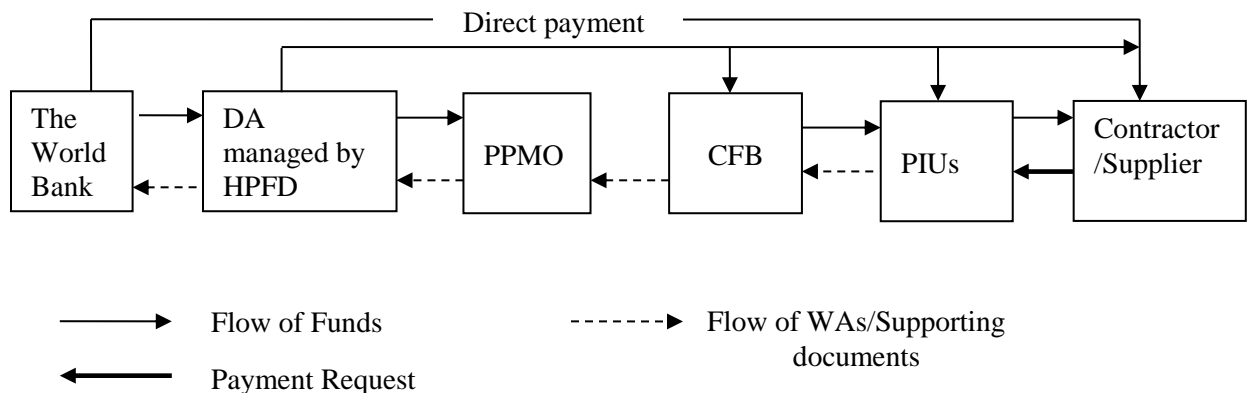 Direct payment
The
World
Bank
DA
managed by
HPFD
PPMO
CFB
PIUs
Contractor
/Supplier
Flow of Funds
Flow of WAs/Supporting
documents
Payment Request